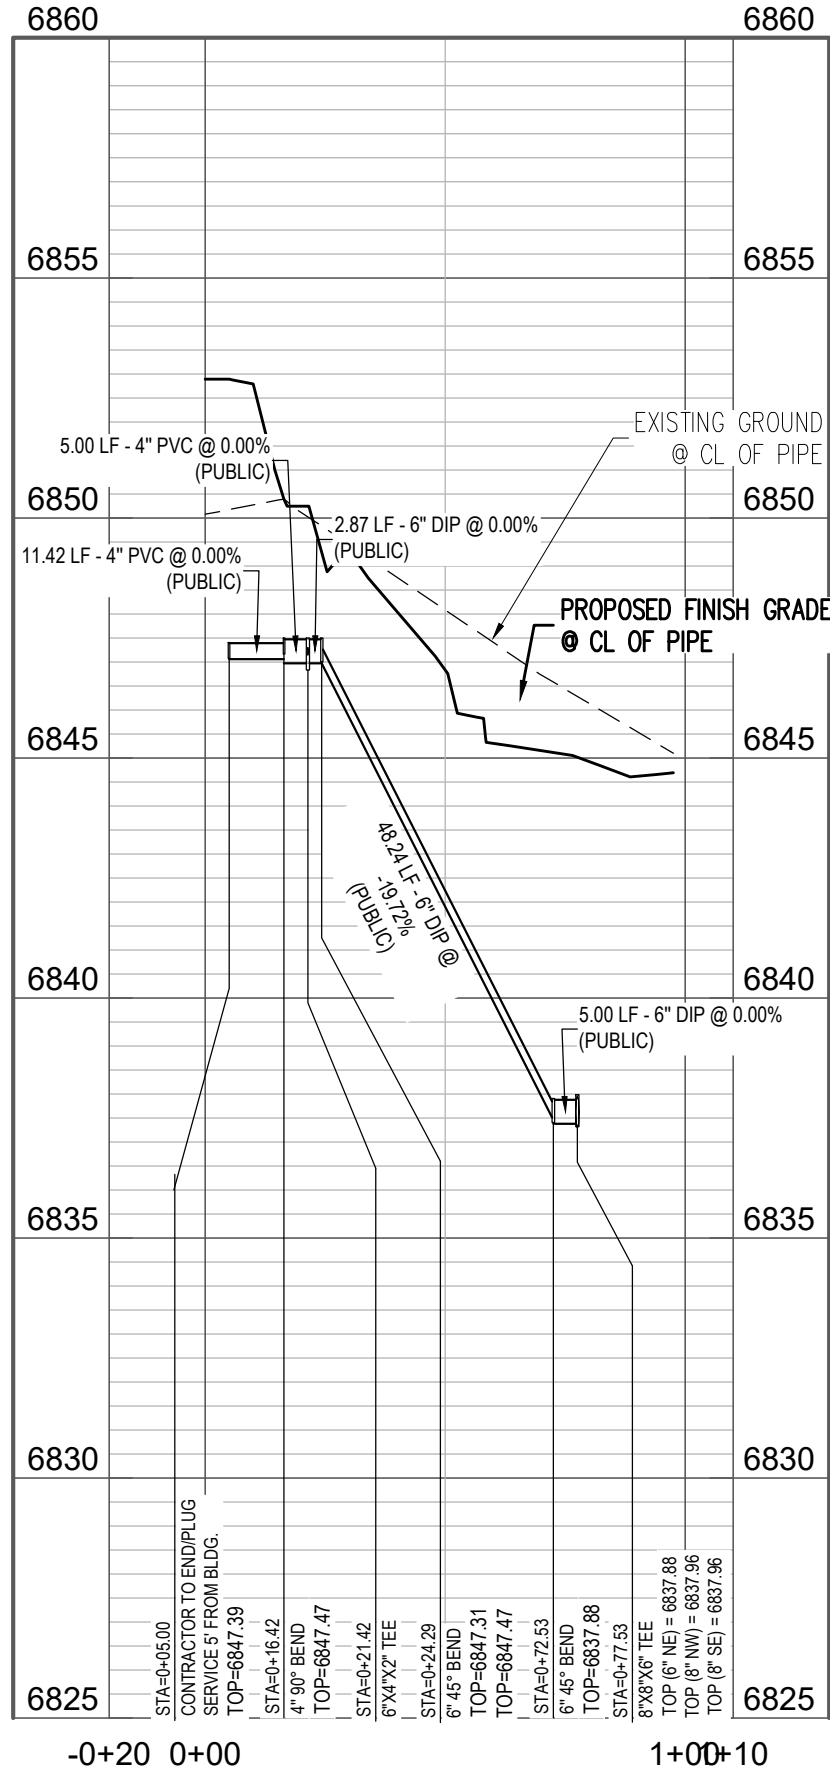 6860
6860
6855
6855
EXISTING GROUND
@ CL OF PIPE
5.00 LF - 4" PVC @ 0.00%
(PUBLIC)
6850
6850
2.87 LF - 6" DIP @ 0.00%
(PUBLIC)
11.42 LF - 4" PVC @ 0.00%
(PUBLIC)
PROPOSED FINISH GRADE
@ CL OF PIPE
6845
6845
48.24 LF - 6" DIP @
-19.72%
(PUBLIC)
6840
6840
5.00 LF - 6" DIP @ 0.00%
(PUBLIC)
6835
6835
6830
6830
STA=0+05.00
CONTRACTOR TO END/PLUG
SERVICE 5' FROM BLDG.
TOP=6847.39
STA=0+16.42
4" 90° BEND
TOP=6847.47
STA=0+21.42
6"X4"X2" TEE
STA=0+24.29
6" 45° BEND
TOP=6847.31
TOP=6847.47
STA=0+72.53
6" 45° BEND
TOP=6837.88
STA=0+77.53
8"X8"X6" TEE
TOP (6" NE) = 6837.88
TOP (8" NW) = 6837.96
TOP (8" SE) = 6837.96
6825
6825
-0+20 0+00
1+00
1+10